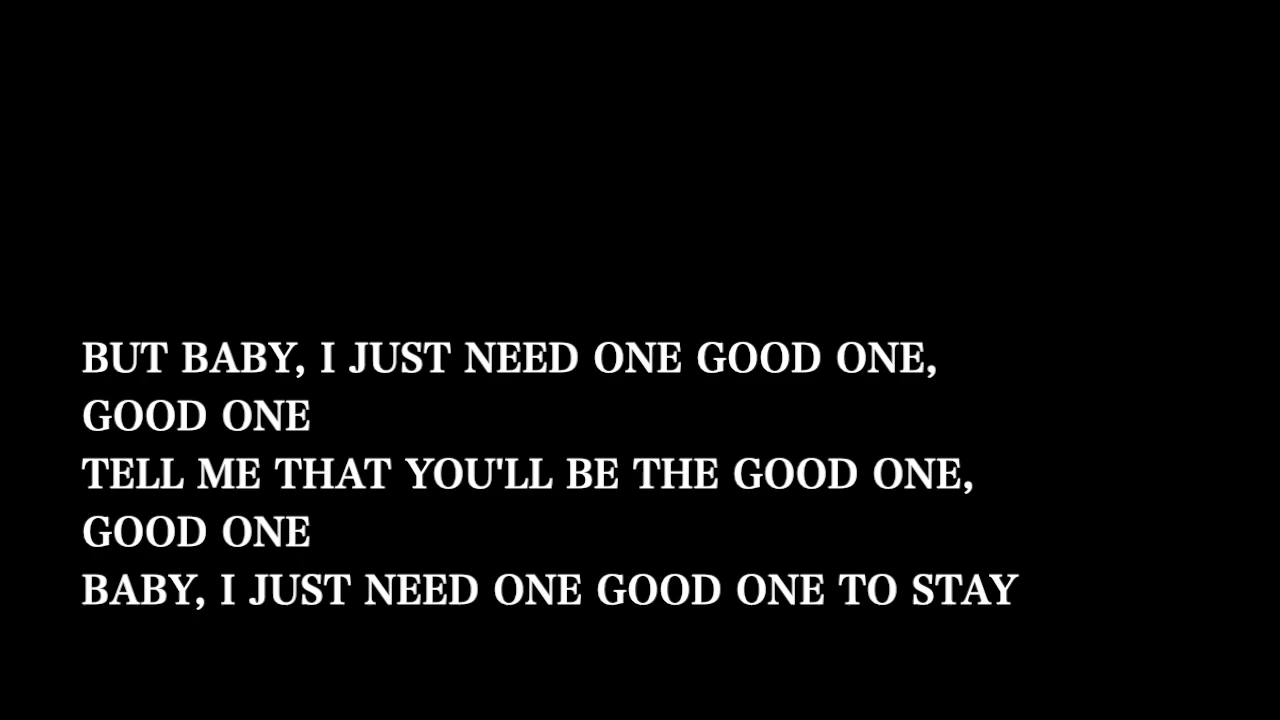 BUT BABY, I JUST NEED ONE GOOD ONE,
GOOD ONE
TELL ME THAT YOU'LL BE THE GOOD ONE,
GOOD ONE
BABY, I JUST NEED ONE GOOD ONE TO STAY